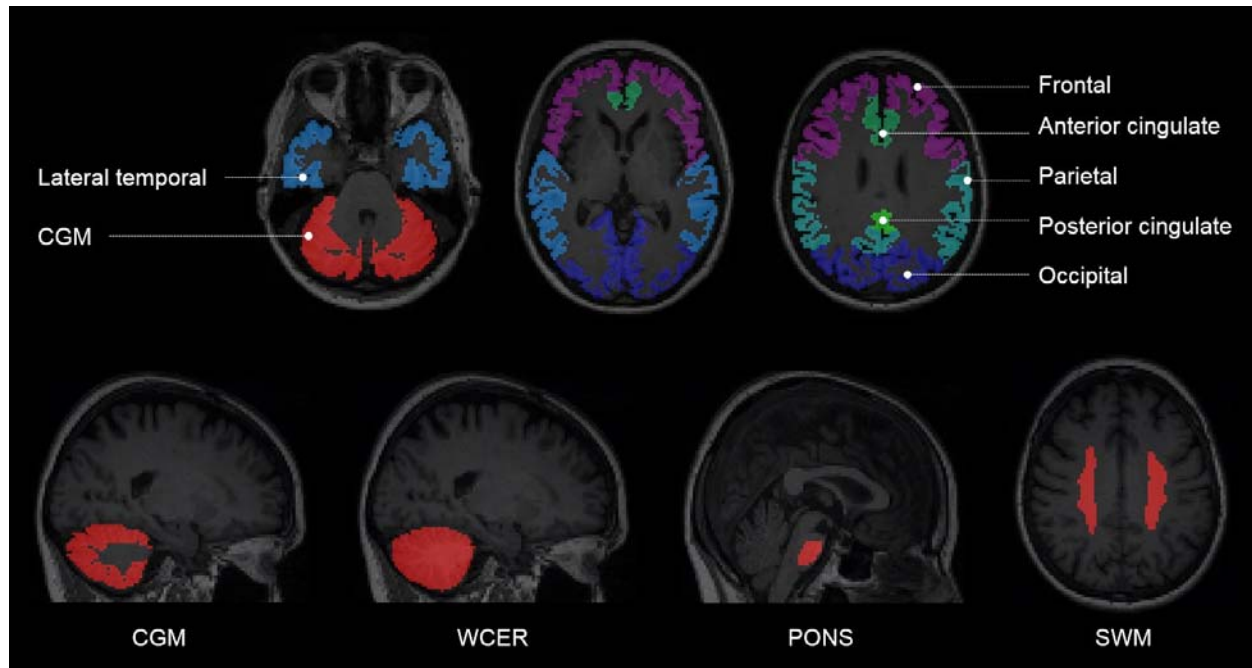 Frontal
Anterior cingulate
Lateral temporal
Parietal
Posterior cingulate
CGM
Occipital
CGM
WCER
PONS
SWM